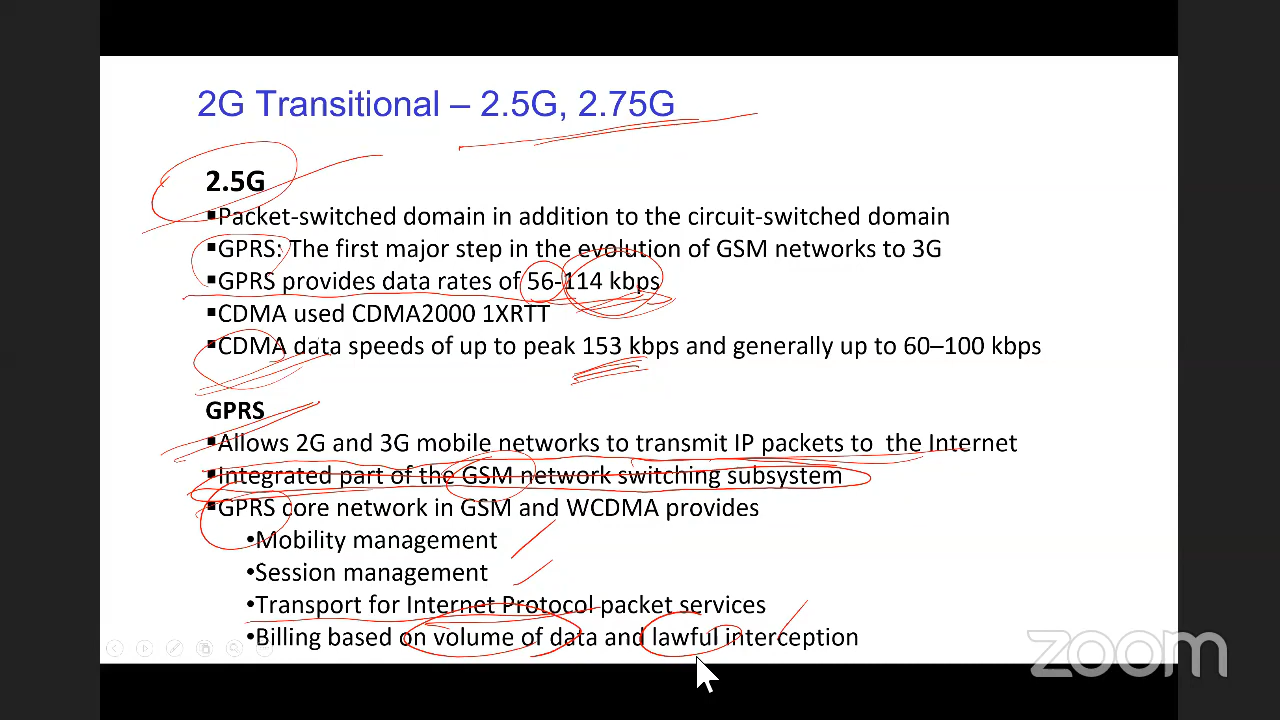 2G Transitional – 2.5G, 2.75G
2.5G
▪Packet-switched domain in addition to the circuit-switched domain
▪GPRS: The first major step in the evolution of GSM networks to 3G
▪GPRS provides data rates of 56-114 kbps
▪CDMA used CDMA2000 1XRTT
▪CDMA data speeds of up to peak 153 kbps and generally up to 60–100 kbps
GPRS
▪Allows 2G and 3G mobile networks to transmit IP packets to the Internet
▪Integrated part of the GSM network switching subsystem
▪GPRS core network in GSM and WCDMA provides
•Mobility management
•Session management
•Transport for Internet Protocol packet services
•Billing based on volume of data and lawful interception
zoom